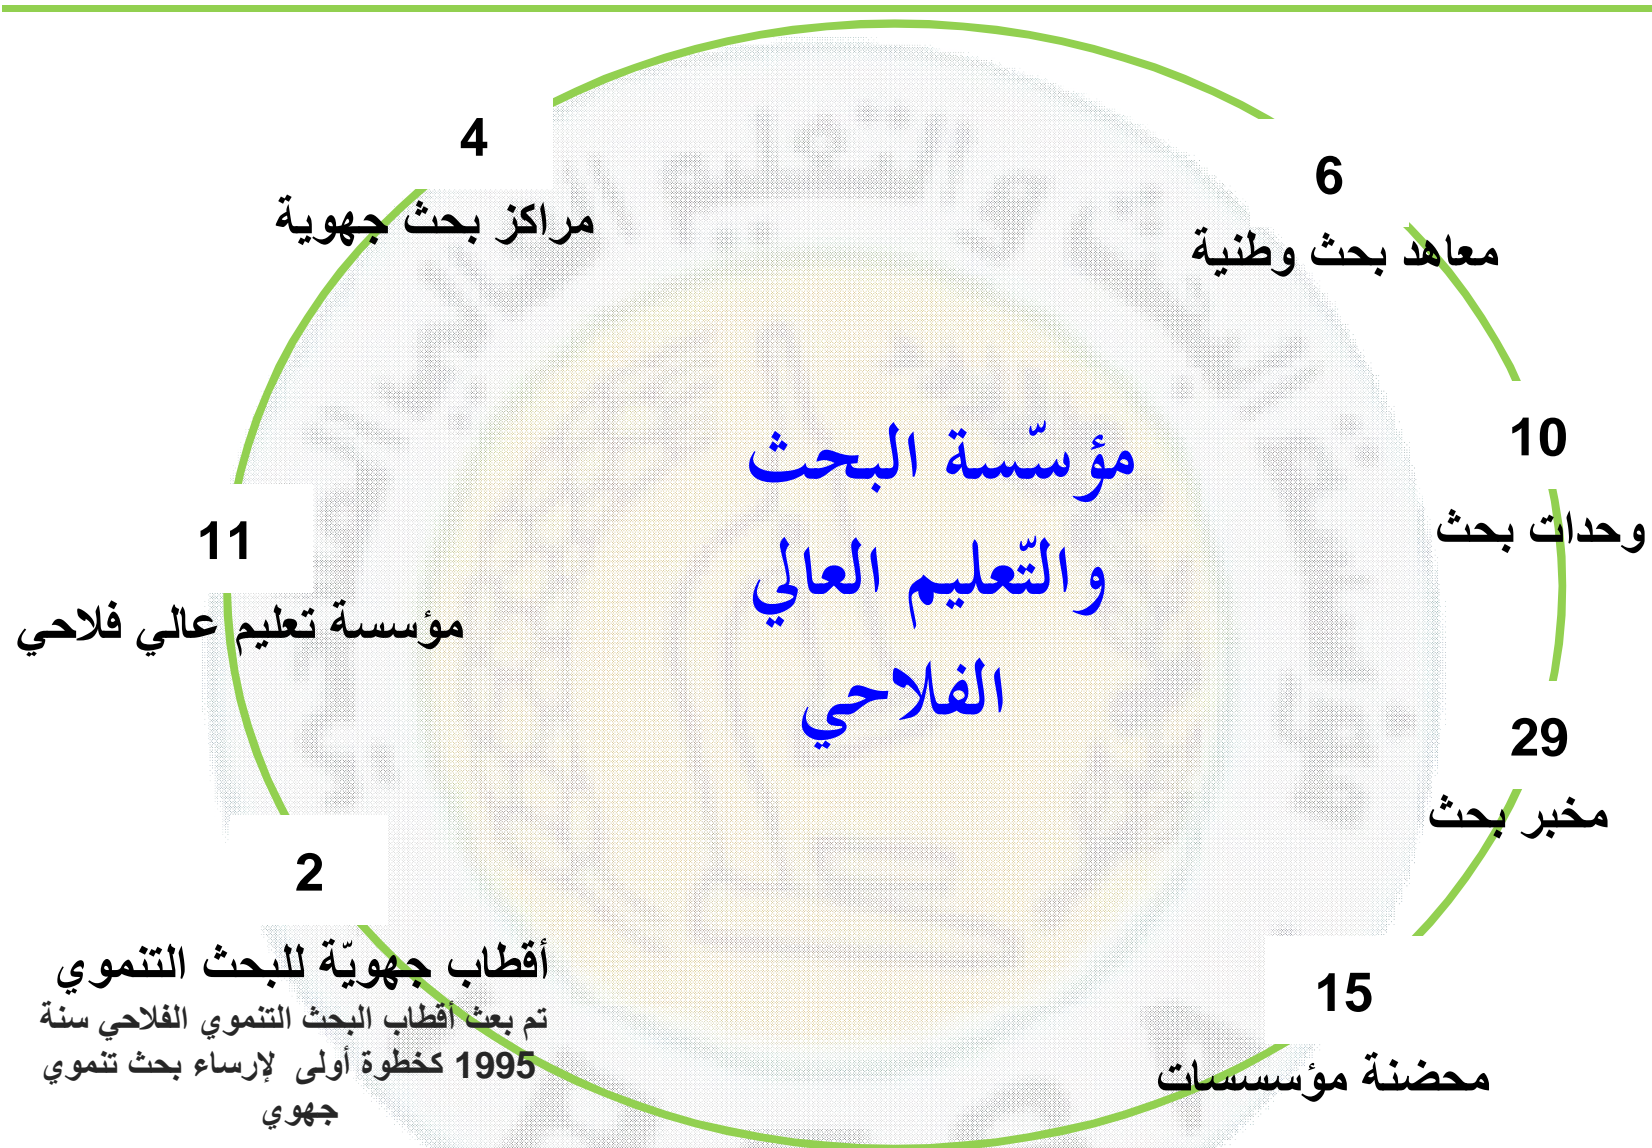 مؤسّسة البحث
والتّعليم العالي
الفلاحي
6
معاهد بحث وطنية
10
وحدات بحث
29
مخبر بحث
15
محضنة مؤسسسات
2
أقطاب جهويّة للبحث التنموي
تم بعث أقطاب البحث التنموي الفلاحي سنة
1995 كخطوة أولى لإرساء بحث تنموي
جهوي
11
مؤسسة تعليم عالي فلاحي
4
مراكز بحث جهوية